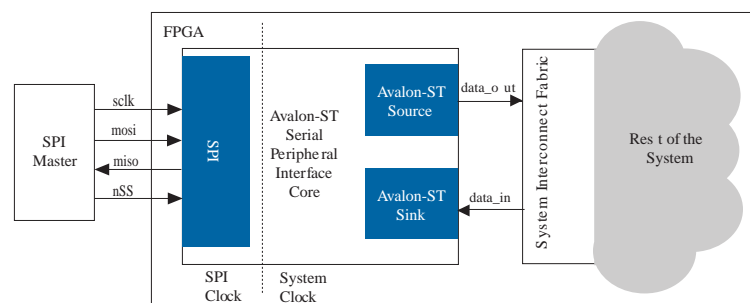 FPGA
sclk
mosi
miso
nSS
SPI
Master
SPI
Avalon-ST
Serial
Peripheral
Interface
Core
Avalon-ST
Source
Avalon-ST
Sink
data_o ut
data_in
System Interconnect Fabric
Res t of the
System
SPI
Clock
System
Clock